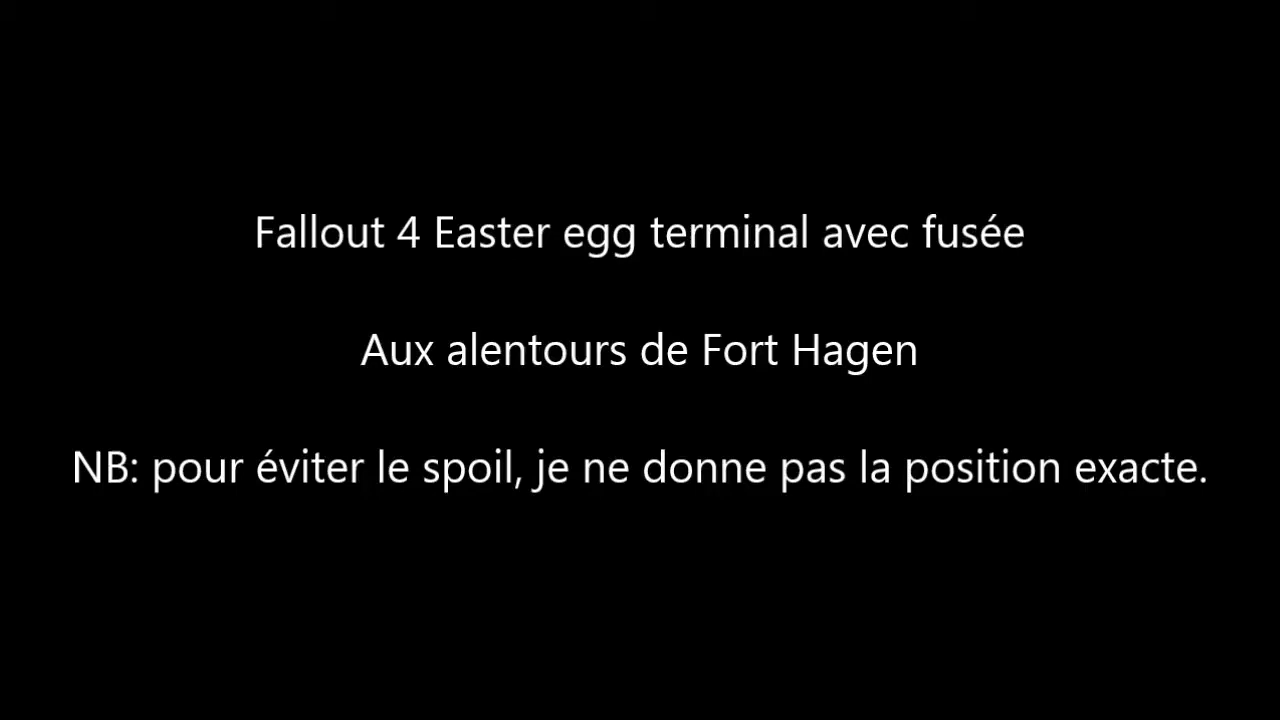 Fallout 4 Easter egg terminal avec fusée
Aux alentours de Fort Hagen
NB: pour éviter le spoil, je ne donne pas la position exacte.